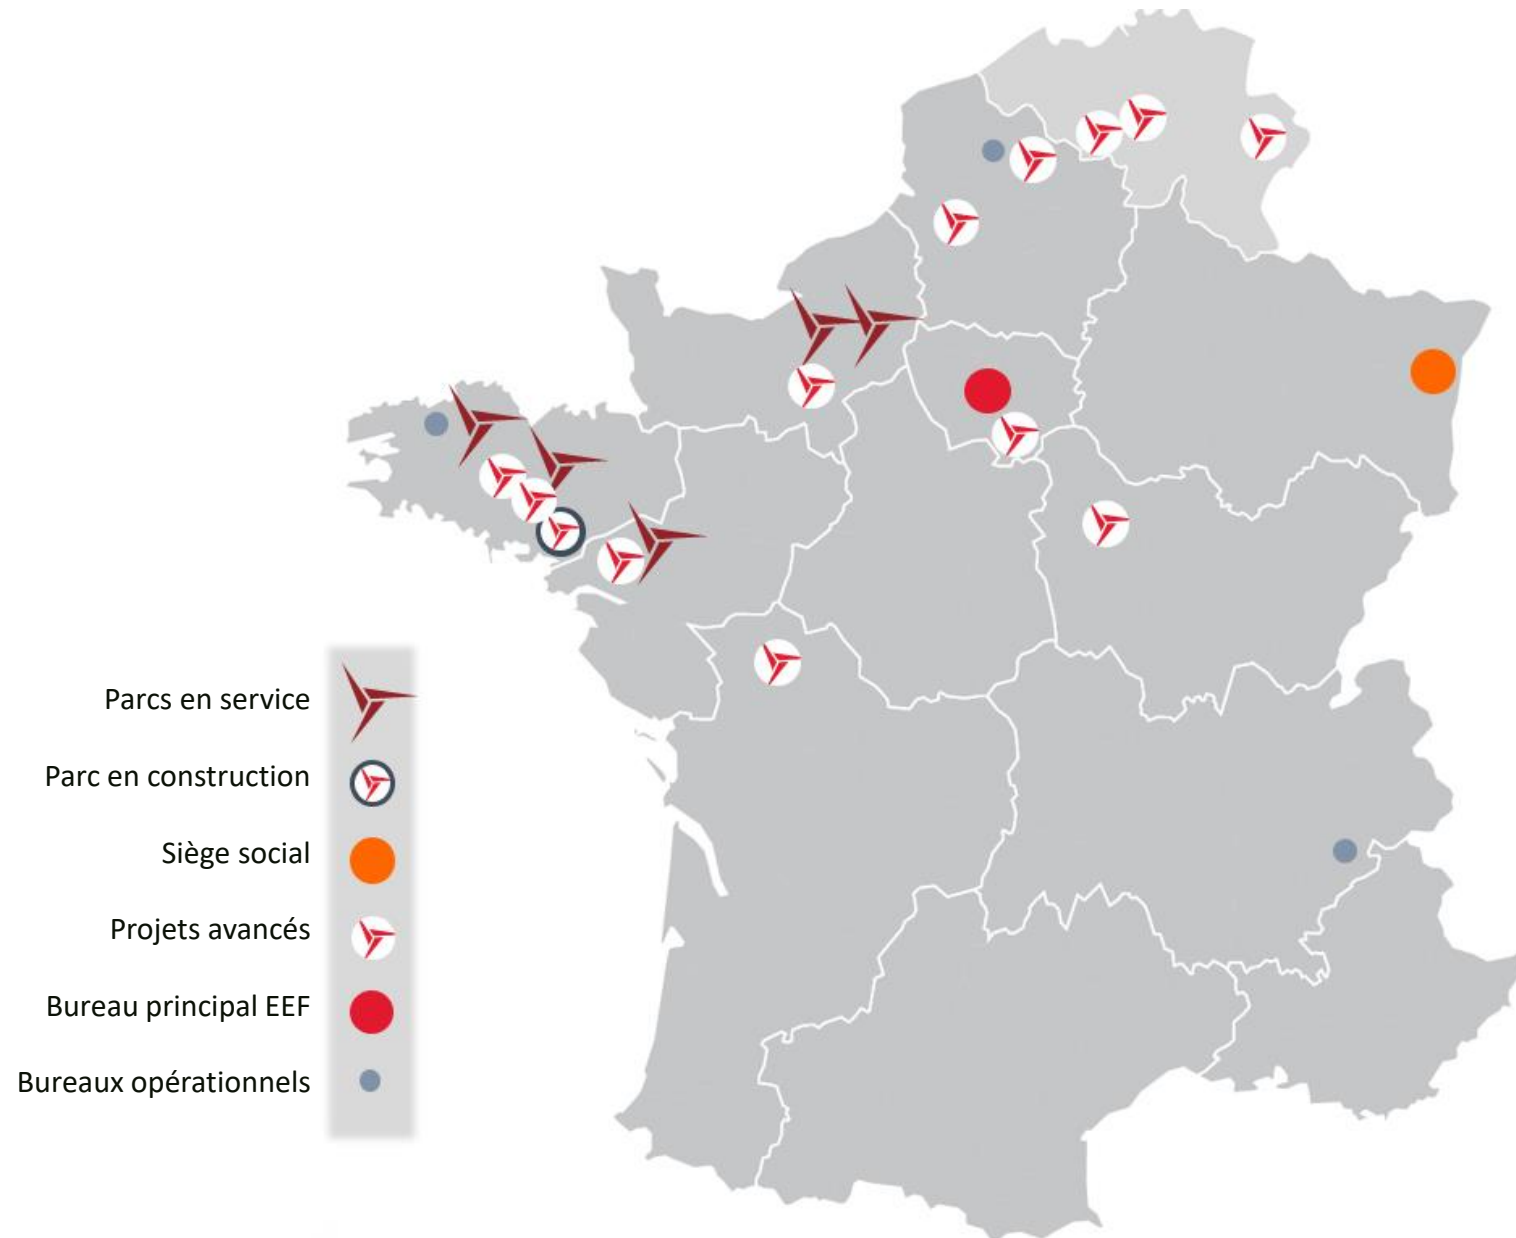 Parcs en service
Parc en construction
Siège social
Projets avancés
Bureau principal EEF
Bureaux opérationnels